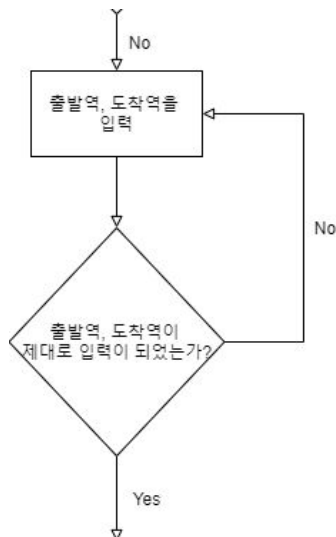 No
출발역, 도착역을
입력
No
출발역, 도착역이
제대로 입력이 되었는가?
Yes